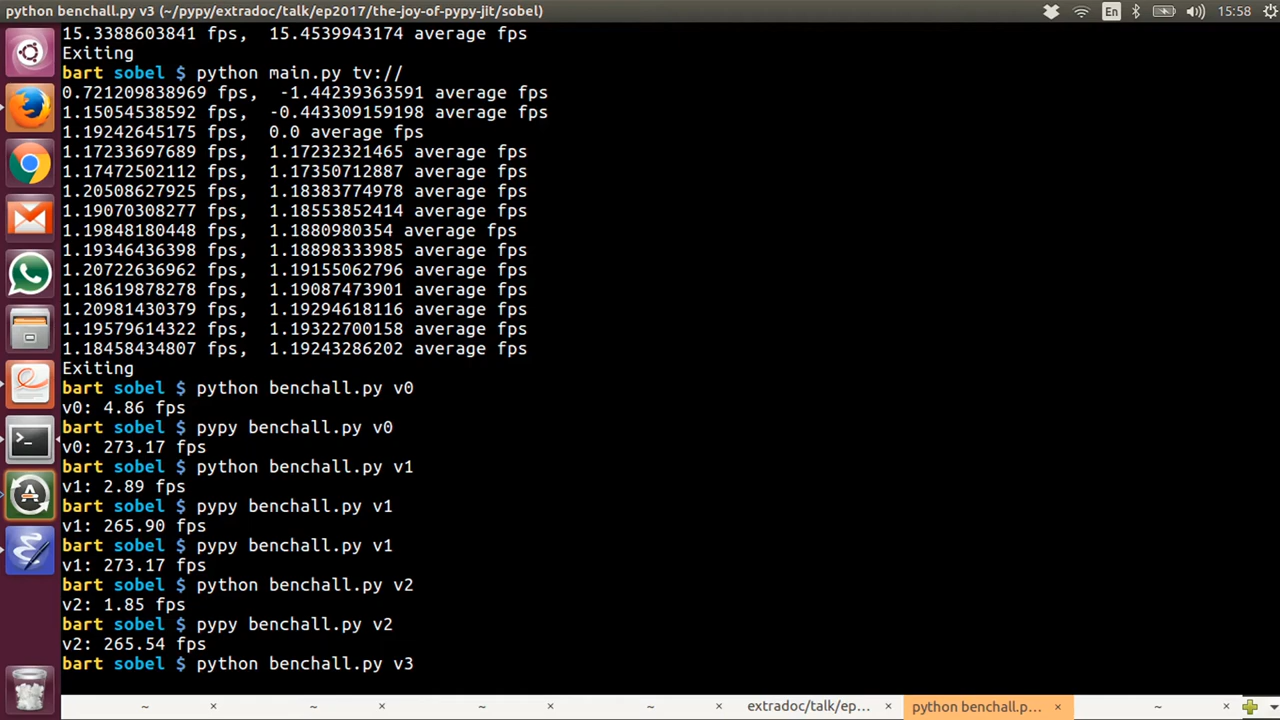 python benchall.py v3 (~/pypy/extradoc/talk/ep2017/the-joy-of-pypy-jit/sobel)
En
15:58
15.3388603841 fps,  15.4539943174 average fps
Exiting
bart sobel $ python main.py tv://
0.721209838969 fps,  -1.44239363591 average fps
1.15054538592 fps,  -0.443309159198 average fps
1.19242645175 fps,  0.0 average fps
1.17233697689 fps,  1.17232321465 average fps
1.17472502112 fps,  1.17350712887 average fps
1.20508627925 fps,  1.18383774978 average fps
1.19070308277 fps,  1.18553852414 average fps
1.19848180448 fps,  1.1880980354 average fps
1.19346436398 fps,  1.18898333985 average fps
1.20722636962 fps,  1.19155062796 average fps
1.18619878278 fps,  1.19087473901 average fps
1.20981430379 fps,  1.19294618116 average fps
1.19579614322 fps,  1.19322700158 average fps
1.18458434807 fps,  1.19243286202 average fps
Exiting
bart sobel $ python benchall.py v0
v0: 4.86 fps
bart sobel $ pypy benchall.py v0
v0: 273.17 fps
bart sobel $ python benchall.py v1
v1: 2.89 fps
bart sobel $ pypy benchall.py v1
v1: 265.90 fps
bart sobel $ pypy benchall.py v1
v1: 273.17 fps
bart sobel $ python benchall.py v2
v2: 1.85 fps
bart sobel $ pypy benchall.py v2
v2: 265.54 fps
bart sobel $ python benchall.py v3
~ × ~ × ~ × ~ × extradoc/talk/ep... × python benchall.p... × ~ ×